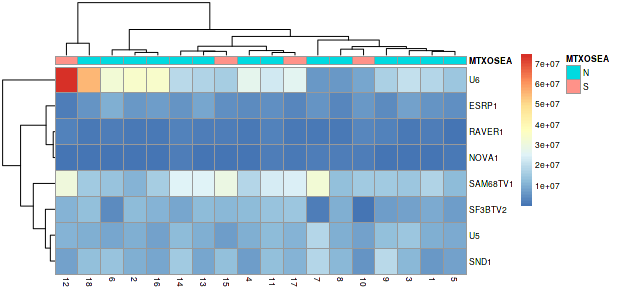 MTXOSEA
U6
ESRP1
RAVER1
NOVA1
SAM68TV1
SF3BTV2
U5
SND1
12 18 6 2 16 14 13 15 4 11 17 7 8 10 9 3 1 5
7e+07
6e+07
5e+07
4e+07
3e+07
2e+07
1e+07
MTXOSEA
N
S